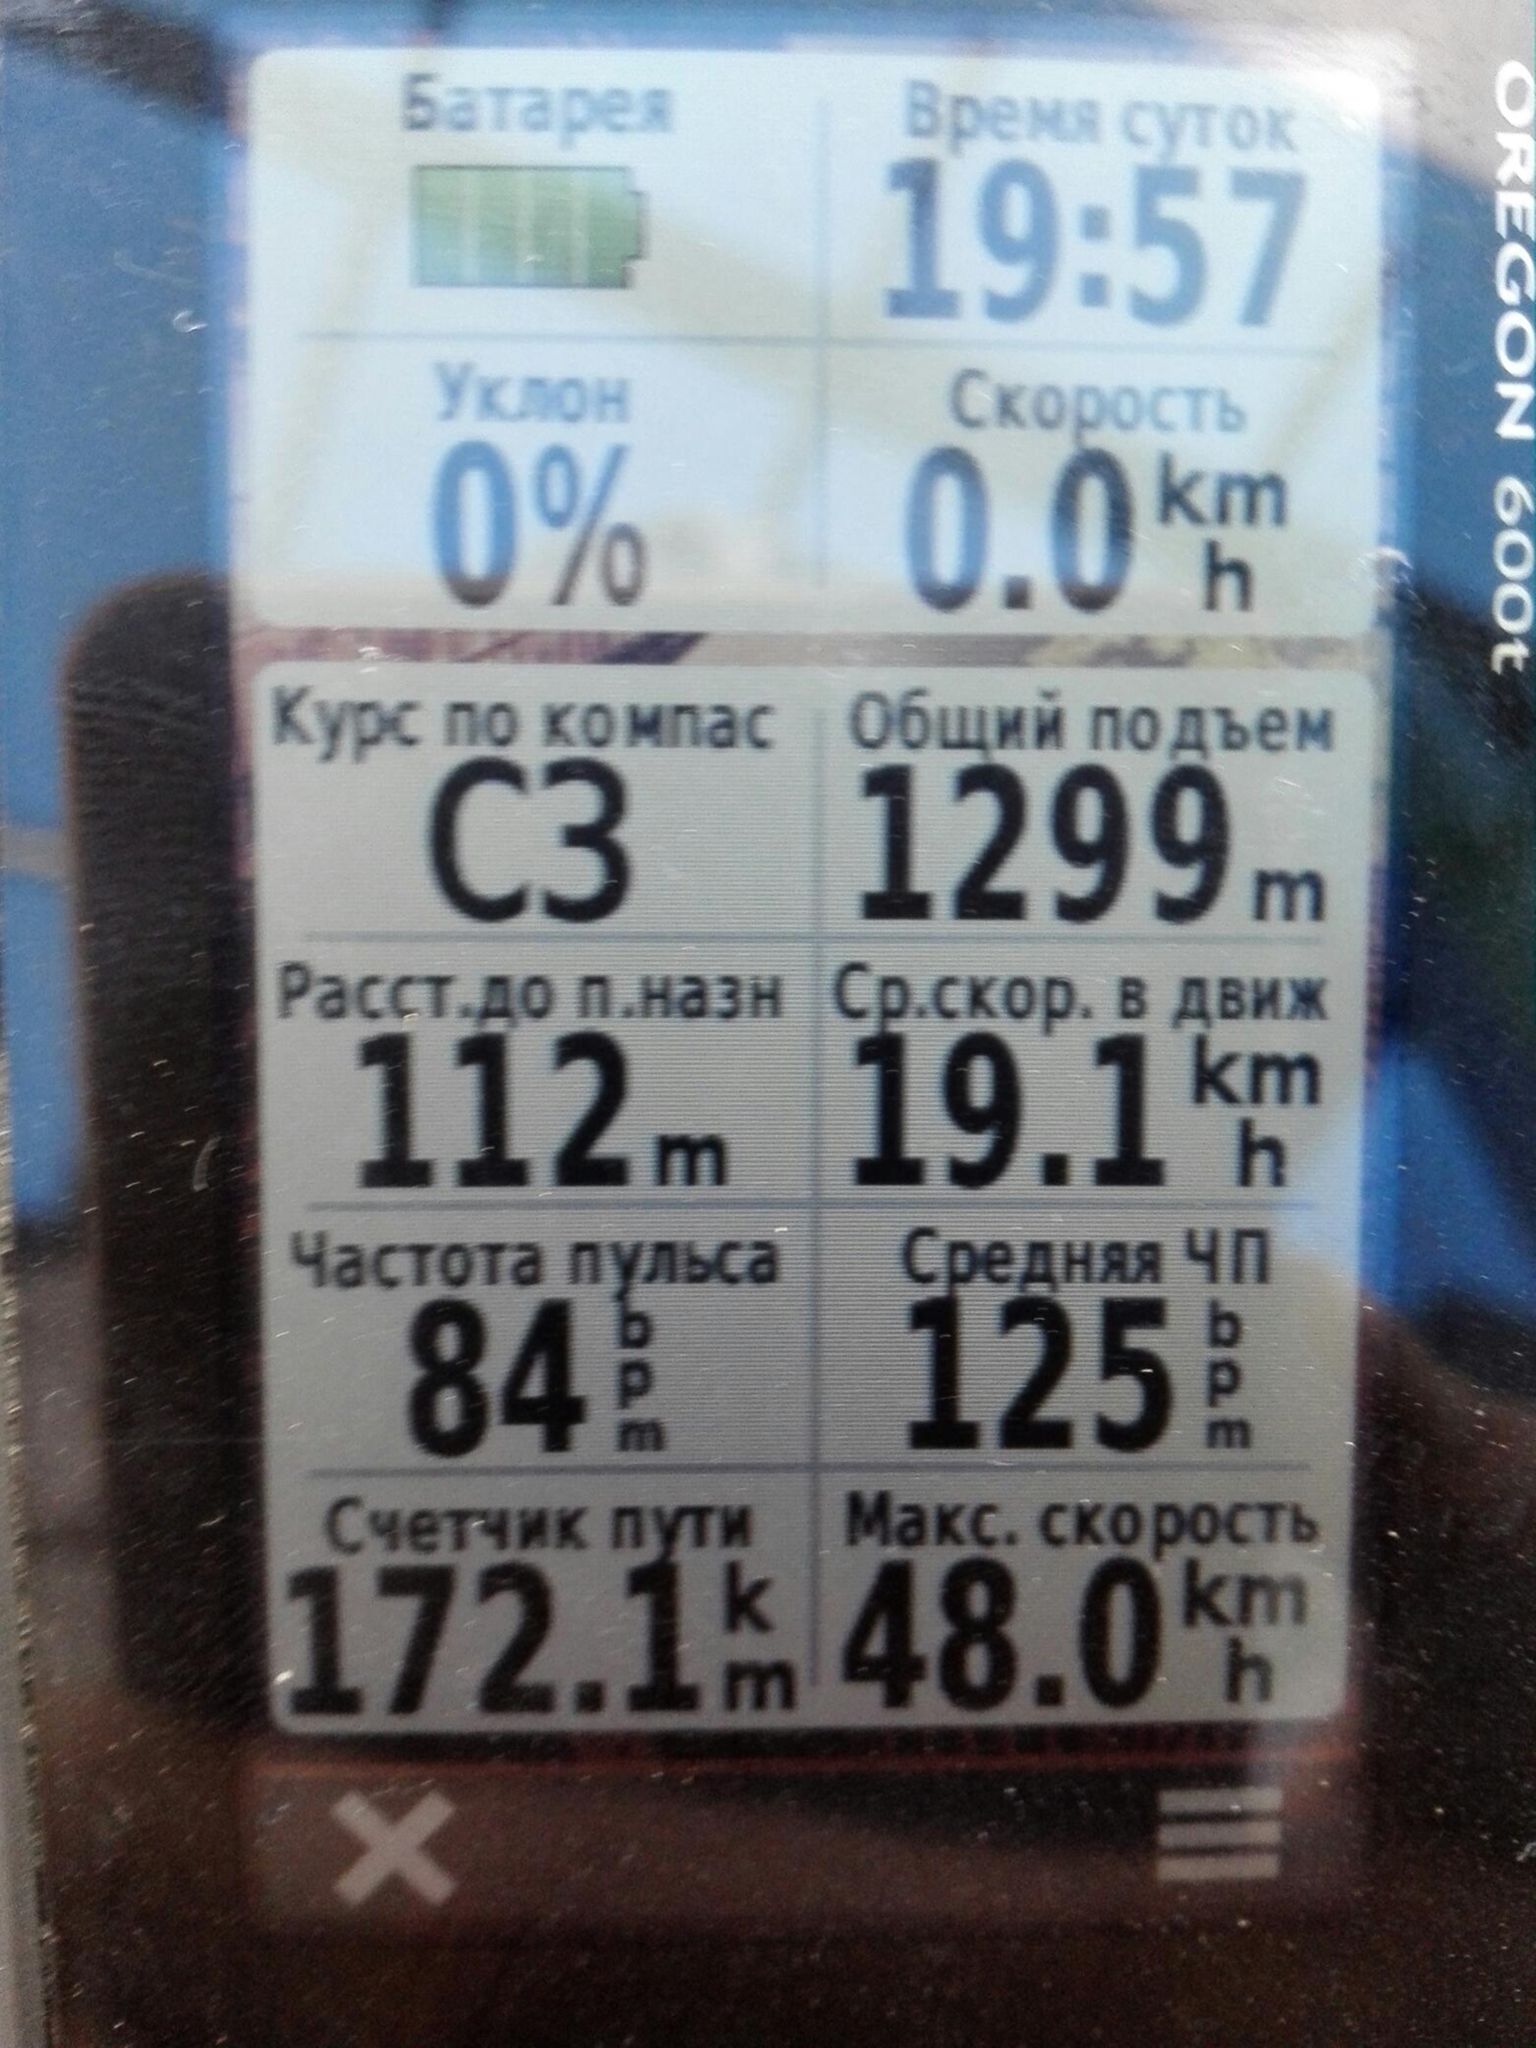 Батарея
Время суток
19:57
Уклон
0%
Скорость
0.0 km h
Курс по компас
СЗ
Общий подъем
1299 m
Расст.до п.назн
112 m
Ср.скор. в движ
19.1 km h
Частота пульса
84 bpm
Средняя ЧП
125 bpm
Счетчик пути
172.1 km
Макс. скорость
48.0 km h
OREGON 600t